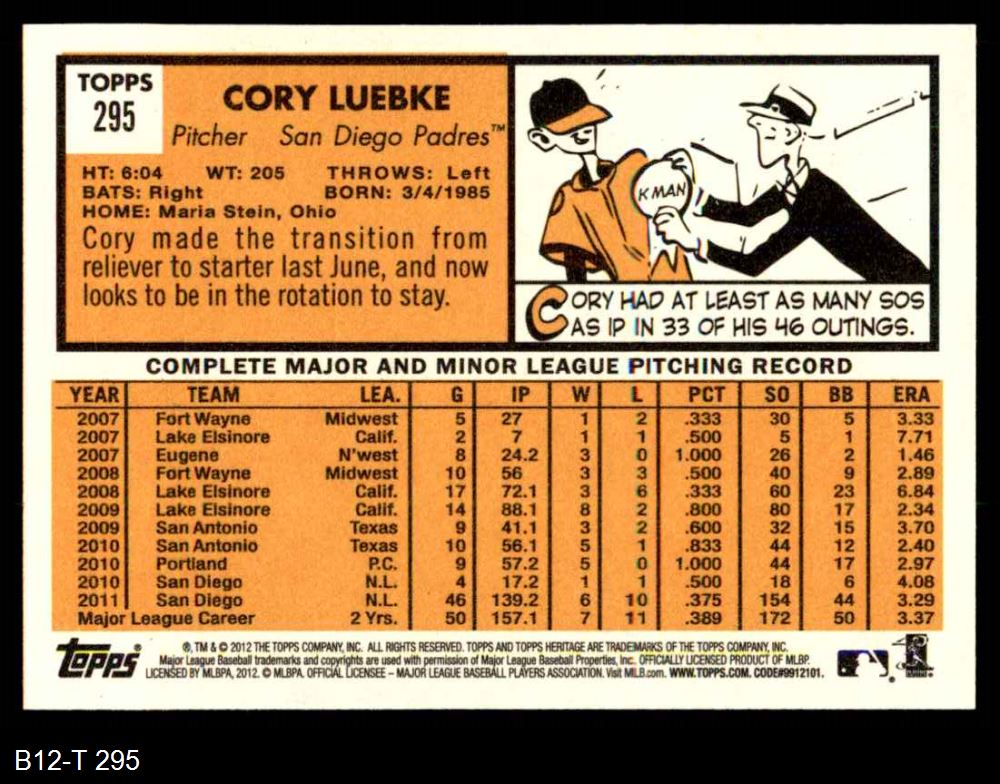 TOPPS
295
CORY LUEBKE
Pitcher San Diego Padres™
HT: 6:04 WT: 205 THROWS: Left
BATS: Right BORN: 3/4/1985
HOME: Maria Stein, Ohio
Cory made the transition from
reliever to starter last June, and now
looks to be in the rotation to stay.
K MAN
CORY HAD AT LEAST AS MANY SOS
AS IP IN 33 OF HIS 46 OUTINGS.
COMPLETE MAJOR AND MINOR LEAGUE PITCHING RECORD
YEAR TEAM LEA. G IP W L PCT SO BB ERA
2007 Fort Wayne Midwest 5 27 1 2 .333 30 5 3.33
2007 Lake Elsinore Calif. 2 7 1 1 .500 5 1 7.71
2007 Eugene N'west 8 24.2 3 0 1.000 26 2 1.46
2008 Fort Wayne Midwest 10 56 3 3 .500 40 9 2.89
2008 Lake Elsinore Calif. 17 72.1 3 6 .333 60 23 6.84
2009 Lake Elsinore Calif. 14 88.1 8 2 .800 80 17 2.34
2009 San Antonio Texas 9 41.1 3 2 .600 32 15 3.70
2010 San Antonio Texas 10 56.1 5 1 .833 44 12 2.40
2010 Portland P.C. 9 57.2 5 0 1.000 44 17 2.97
2010 San Diego N.L. 4 17.2 1 1 .500 18 6 4.08
2011 San Diego N.L. 46 139.2 6 10 .375 154 44 3.29
Major League Career 2 Yrs. 50 157.1 7 11 .389 172 50 3.37
topps®
®, TM & © 2012 THE TOPPS COMPANY, INC. ALL RIGHTS RESERVED. TOPPS AND TOPPS HERITAGE ARE TRADEMARKS OF THE TOPPS COMPANY, INC.
Major League Baseball trademarks and copyrights are used with permission of Major League Baseball Properties, Inc. OFFICIALLY LICENSED PRODUCT OF MLBP.
LICENSED BY MLBPA, 2012. © MLBPA. OFFICIAL LICENSEE – MAJOR LEAGUE BASEBALL PLAYERS ASSOCIATION. Visit MLB.com. WWW.TOPPS.COM. CODE#9912101.
B12-T 295